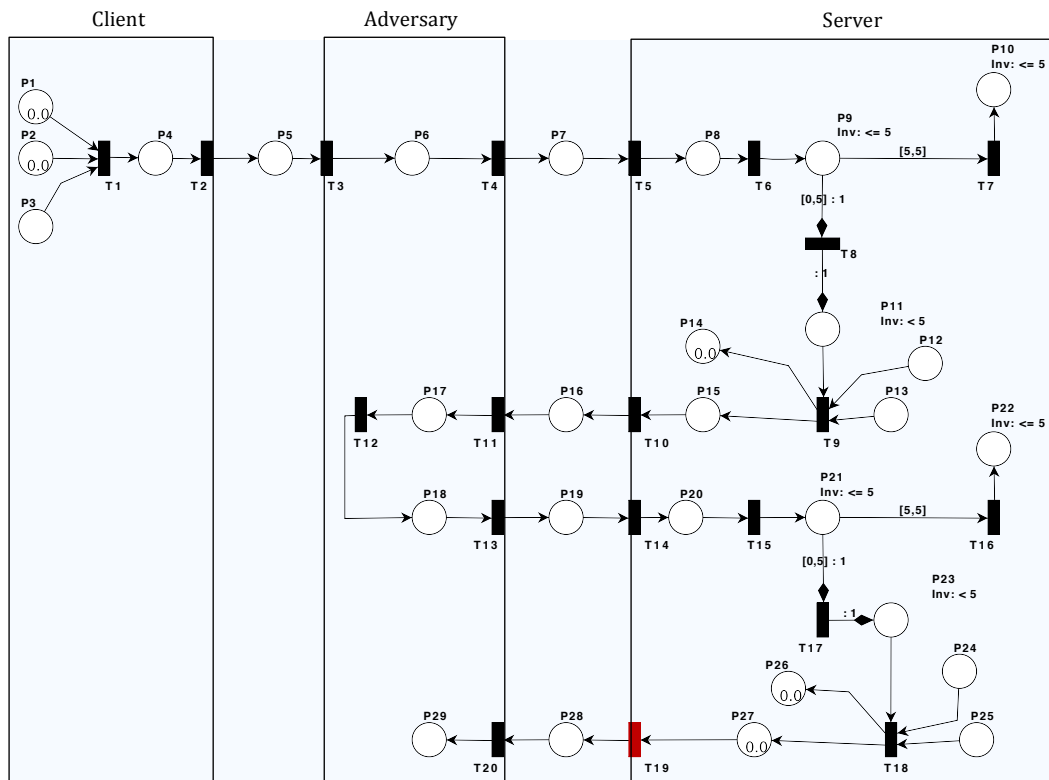 Client
Adversary
Server
P10
Inv: <= 5
P1
0.0
P2
0.0
P3
T1
P4
T2
P5
T3
P6
T4
P7
T5
P8
T6
P9
Inv: <= 5
[5,5]
T7
[0,5] : 1
T8
: 1
P11
Inv: < 5
P14
0.0
P12
P17
P16
P15
P13
T12
T11
T10
T9
P22
Inv: <= 5
P18
P19
P20
P21
Inv: <= 5
[5,5]
T13
T14
T15
T16
[0,5] : 1
P23
Inv: < 5
: 1
T17
P26
0.0
P24
P29
P28
P27
0.0
P25
T20
T19
T18